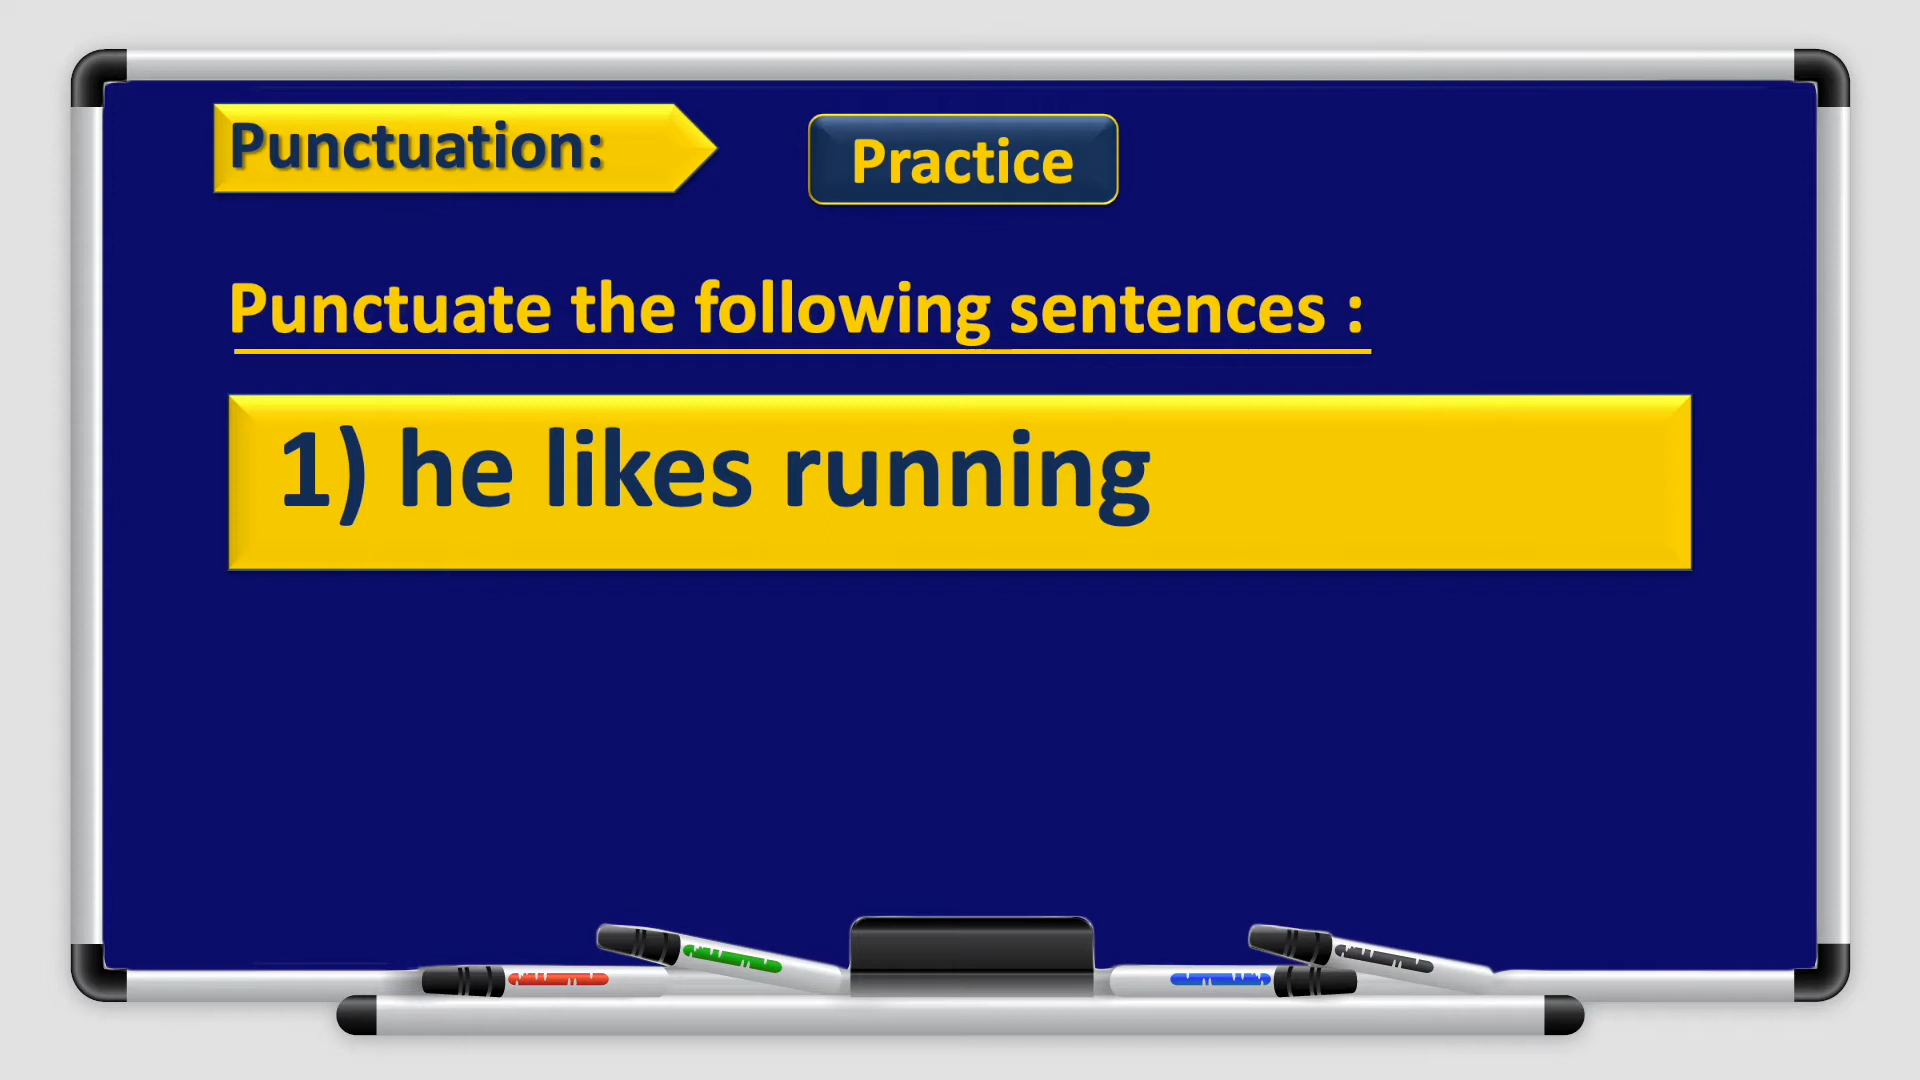 Punctuation:
Practice
Punctuate the following sentences :
1) he likes running